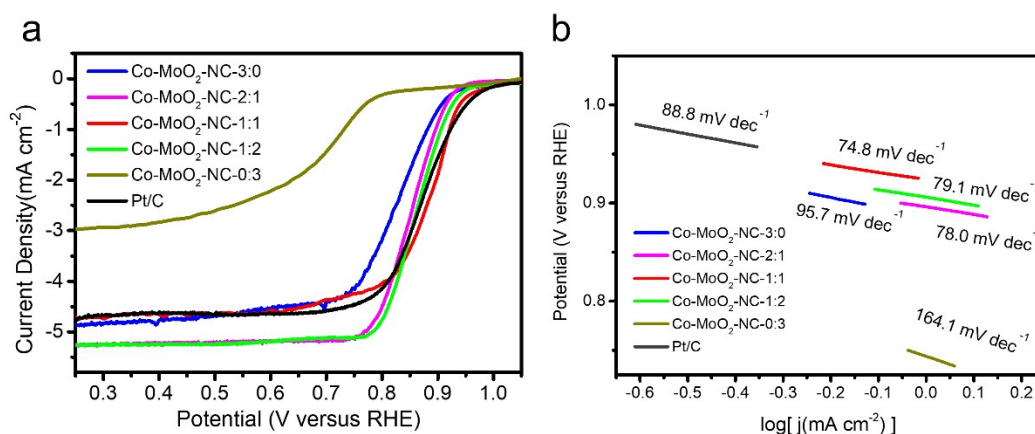 a
Co-MoO₂-NC-3:0
Co-MoO₂-NC-2:1
Co-MoO₂-NC-1:1
Co-MoO₂-NC-1:2
Co-MoO₂-NC-0:3
Pt/C
0
-1
-2
-3
-4
-5
Current Density(mA cm⁻²)
0.3 0.4 0.5 0.6 0.7 0.8 0.9 1.0
Potential (V versus RHE)
b
88.8 mV dec⁻¹
74.8 mV dec⁻¹
79.1 mV dec⁻¹
95.7 mV dec⁻¹
78.0 mV dec⁻¹
164.1 mV dec⁻¹
Co-MoO₂-NC-3:0
Co-MoO₂-NC-2:1
Co-MoO₂-NC-1:1
Co-MoO₂-NC-1:2
Co-MoO₂-NC-0:3
Pt/C
1.0
0.9
0.8
Potential (V versus RHE)
-0.6 -0.5 -0.4 -0.3 -0.2 -0.1 0.0 0.1 0.2
log[ j(mA cm⁻²) ]